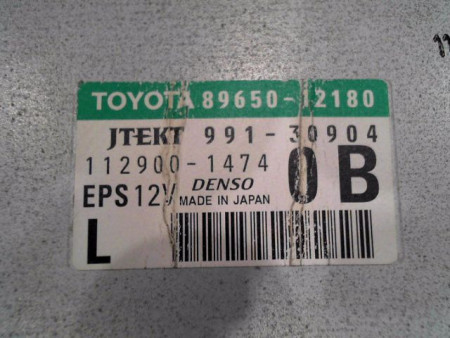 TOYOTA 89650-12180
JTEKT 991-30904
112900-1474
EPS12V DENSO 0B
MADE IN JAPAN
L